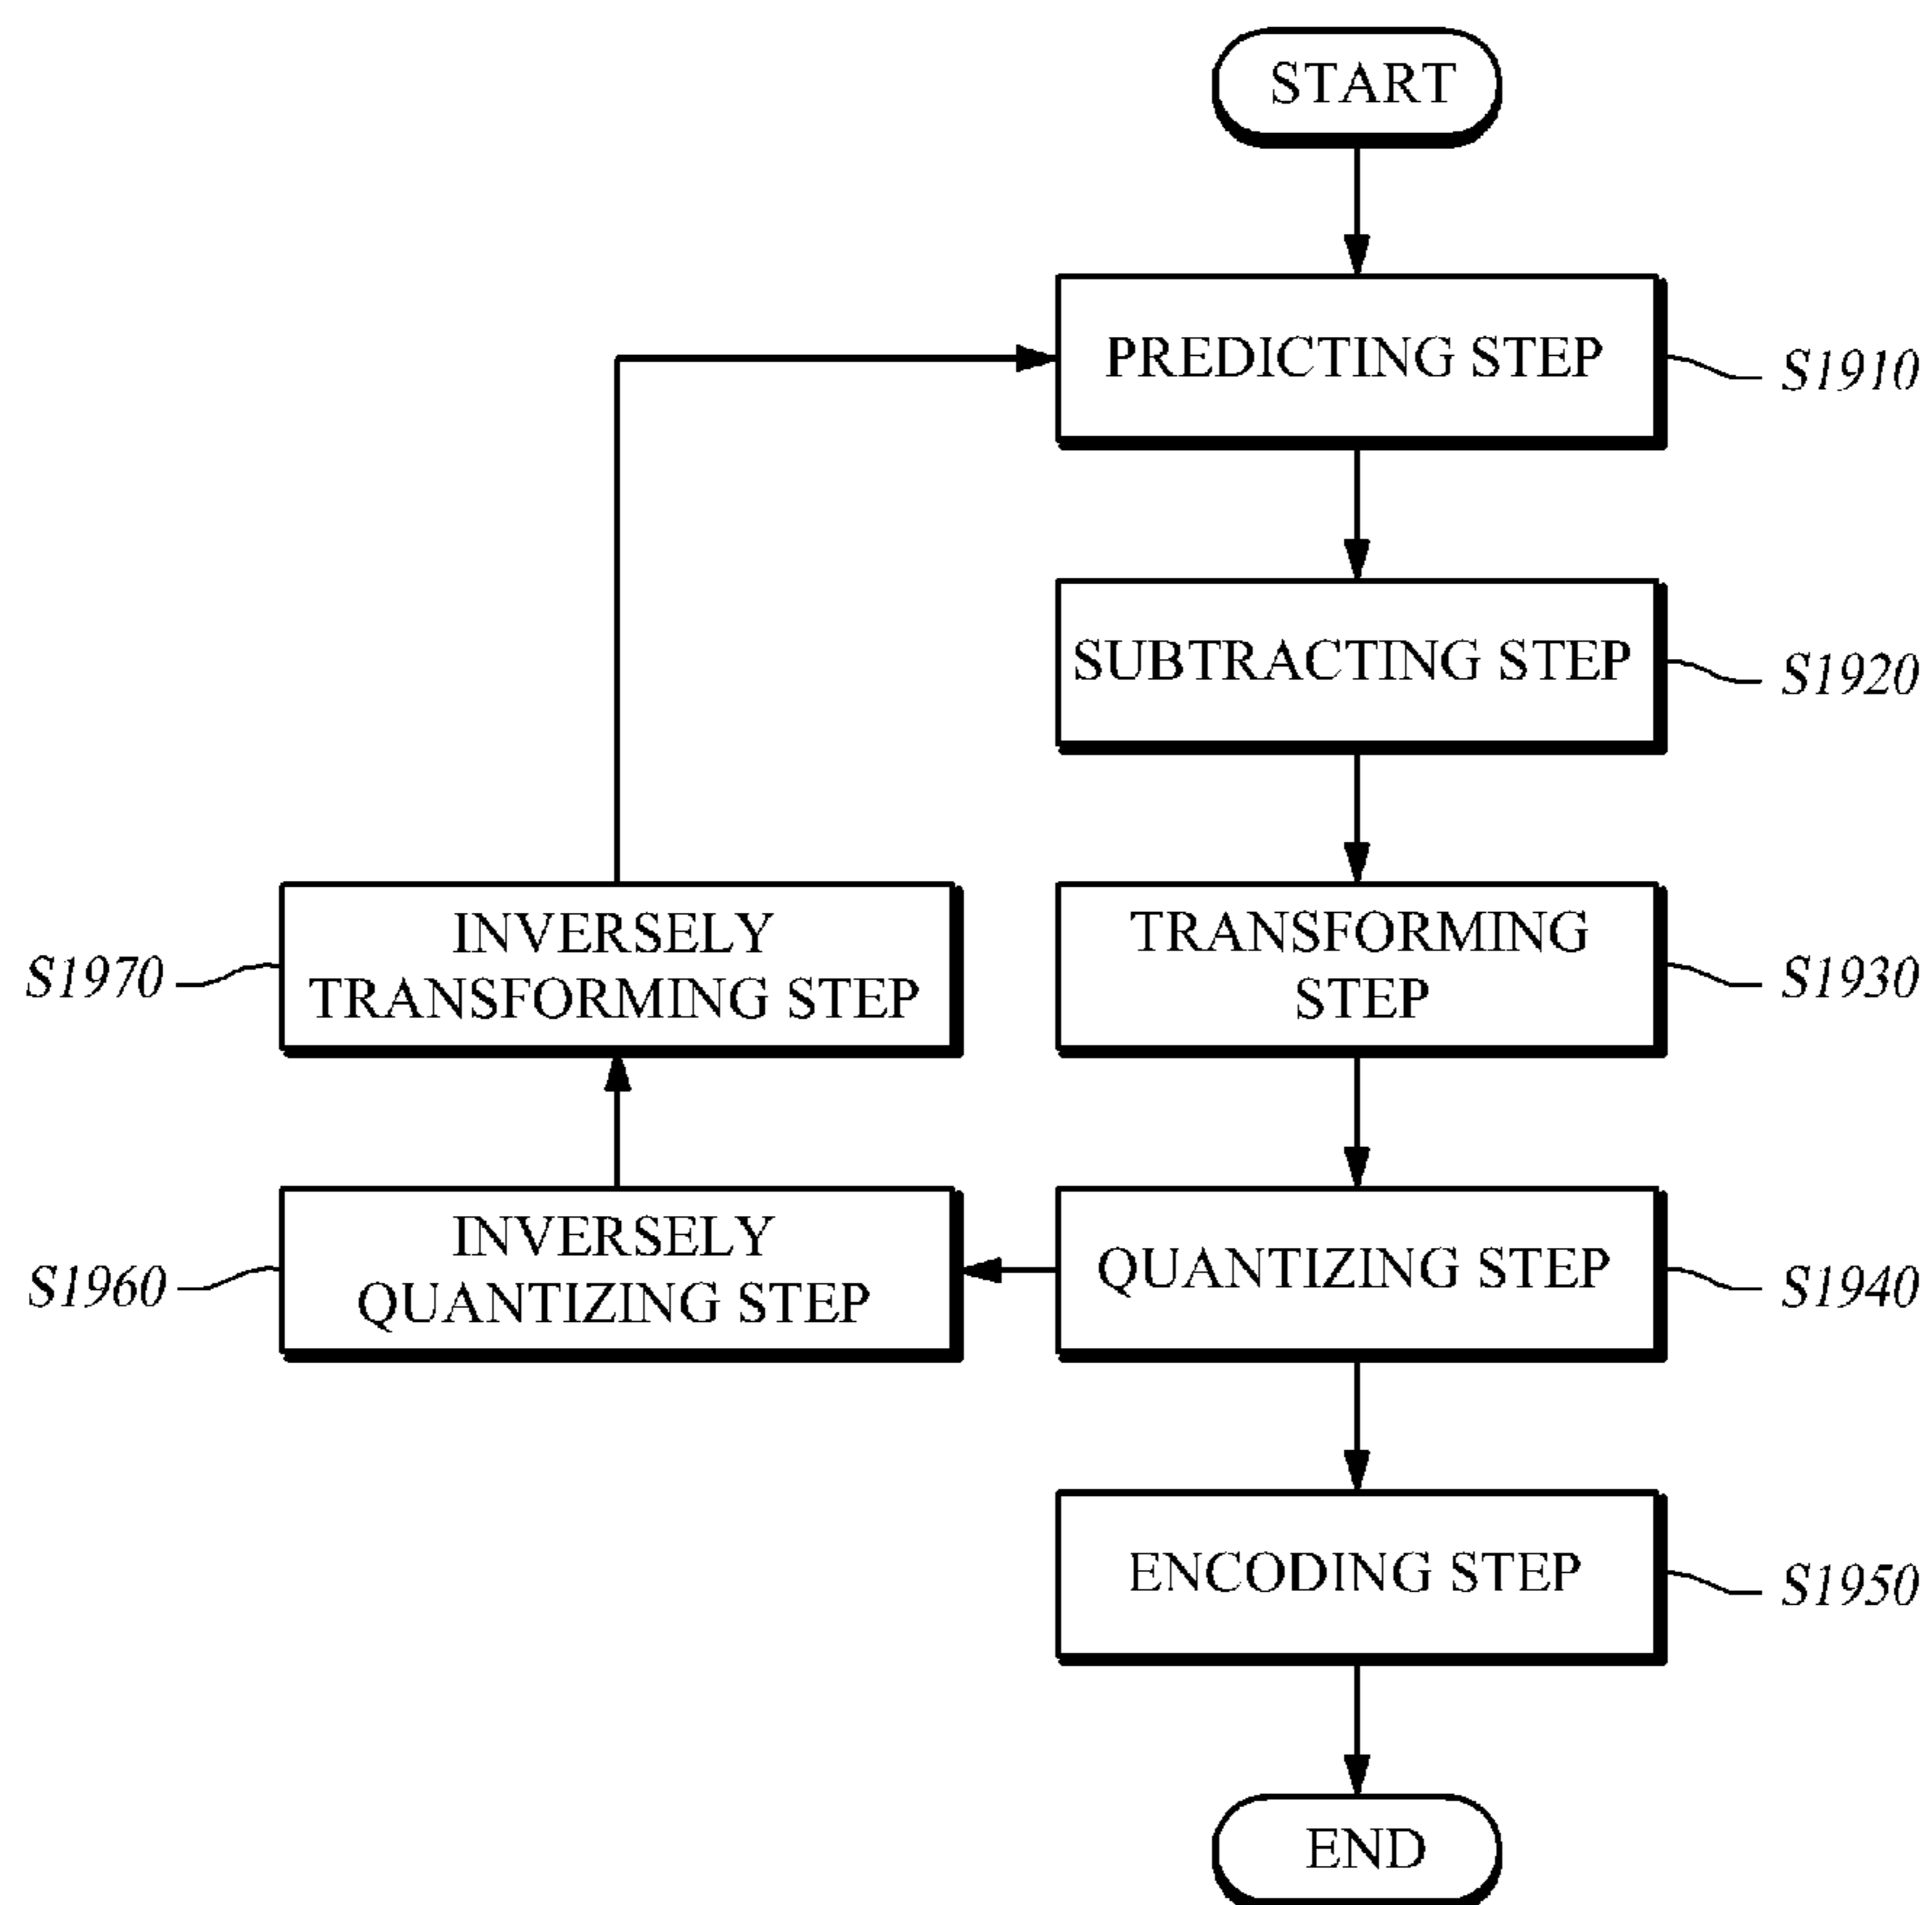 START
PREDICTING STEP
S1910
SUBTRACTING STEP
S1920
INVERSELY
TRANSFORMING STEP
S1970
TRANSFORMING
STEP
S1930
INVERSELY
QUANTIZING STEP
S1960
QUANTIZING STEP
S1940
ENCODING STEP
S1950
END